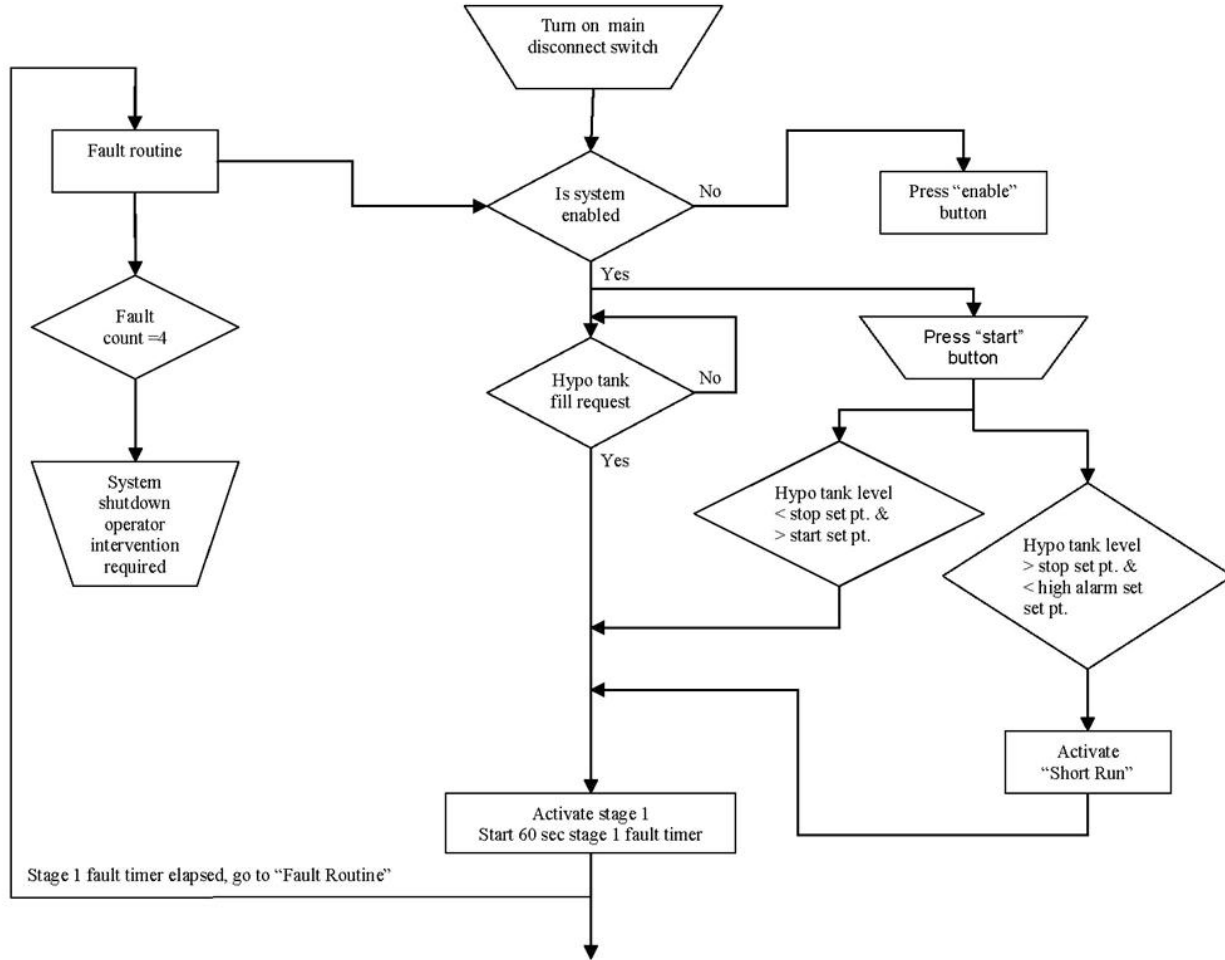 Turn on main
disconnect switch
Fault routine
Is system
enabled
No
Press “enable”
button
Yes
Fault
count =4
Press “start”
button
Hypo tank
fill request
No
Yes
System
shutdown
operator
intervention
required
Hypo tank level
< stop set pt. &
> start set pt.
Hypo tank level
> stop set pt. &
< high alarm set
set pt.
Activate
“Short Run”
Activate stage 1
Start 60 sec stage 1 fault timer
Stage 1 fault timer elapsed, go to “Fault Routine”